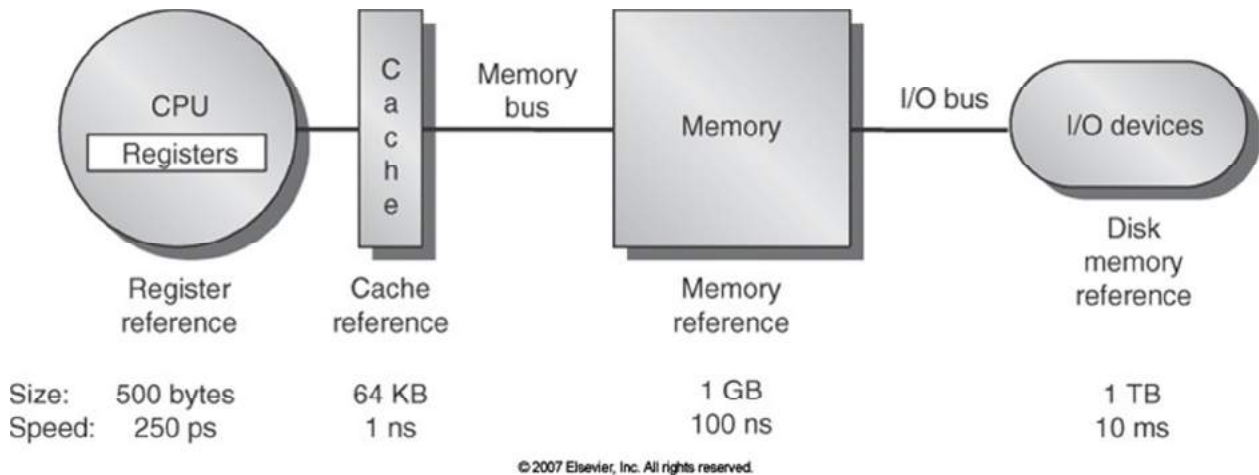 CPU
Registers
Cache
Memory
bus
Memory
I/O bus
I/O devices
Register
reference
Cache
reference
Memory
reference
Disk
memory
reference
Size: 500 bytes 64 KB 1 GB 1 TB
Speed: 250 ps 1 ns 100 ns 10 ms
© 2007 Elsevier, Inc. All rights reserved.